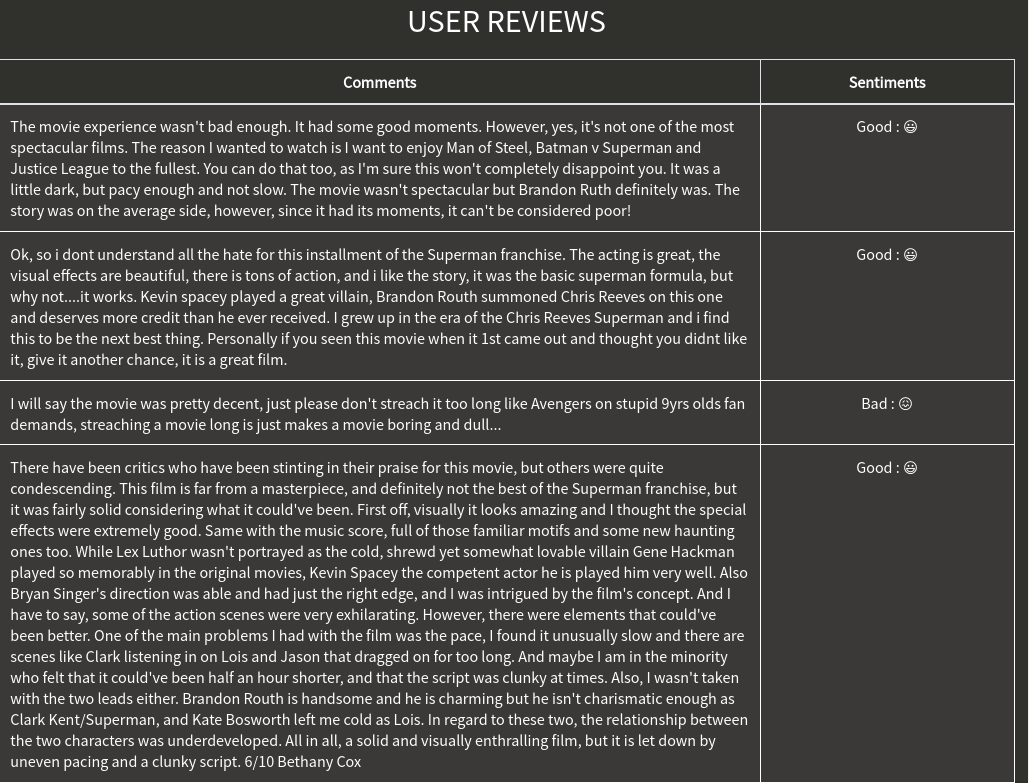 USER REVIEWS
Comments
Sentiments
The movie experience wasn't bad enough. It had some good moments. However, yes, it's not one of the most
spectacular films. The reason I wanted to watch is I want to enjoy Man of Steel, Batman v Superman and
Justice League to the fullest. You can do that too, as I'm sure this won't completely disappoint you. It was a
little dark, but pacy enough and not slow. The movie wasn't spectacular but Brandon Ruth definitely was. The
story was on the average side, however, since it had its moments, it can't be considered poor!
Good : 😃
Ok, so i dont understand all the hate for this installment of the Superman franchise. The acting is great, the
visual effects are beautiful, there is tons of action, and i like the story, it was the basic superman formula, but
why not....it works. Kevin spacey played a great villain, Brandon Routh summoned Chris Reeves on this one
and deserves more credit than he ever received. I grew up in the era of the Chris Reeves Superman and i find
this to be the next best thing. Personally if you seen this movie when it 1st came out and thought you didnt like
it, give it another chance, it is a great film.
Good : 😃
I will say the movie was pretty decent, just please don't streach it too long like Avengers on stupid 9yrs olds fan
demands, streaching a movie long is just makes a movie boring and dull...
Bad : 😖
There have been critics who have been stinting in their praise for this movie, but others were quite
condescending. This film is far from a masterpiece, and definitely not the best of the Superman franchise, but
it was fairly solid considering what it could've been. First off, visually it looks amazing and I thought the special
effects were extremely good. Same with the music score, full of those familiar motifs and some new haunting
ones too. While Lex Luthor wasn't portrayed as the cold, shrewd yet somewhat lovable villain Gene Hackman
played so memorably in the original movies, Kevin Spacey the competent actor he is played him very well. Also
Bryan Singer's direction was able and had just the right edge, and I was intrigued by the film's concept. And I
have to say, some of the action scenes were very exhilarating. However, there were elements that could've
been better. One of the main problems I had with the film was the pace, I found it unusually slow and there are
scenes like Clark listening in on Lois and Jason that dragged on for too long. And maybe I am in the minority
who felt that it could've been half an hour shorter, and that the script was clunky at times. Also, I wasn't taken
with the two leads either. Brandon Routh is handsome and he is charming but he isn't charismatic enough as
Clark Kent/Superman, and Kate Bosworth left me cold as Lois. In regard to these two, the relationship between
the two characters was underdeveloped. All in all, a solid and visually enthralling film, but it is let down by
uneven pacing and a clunky script. 6/10 Bethany Cox
Good : 😃